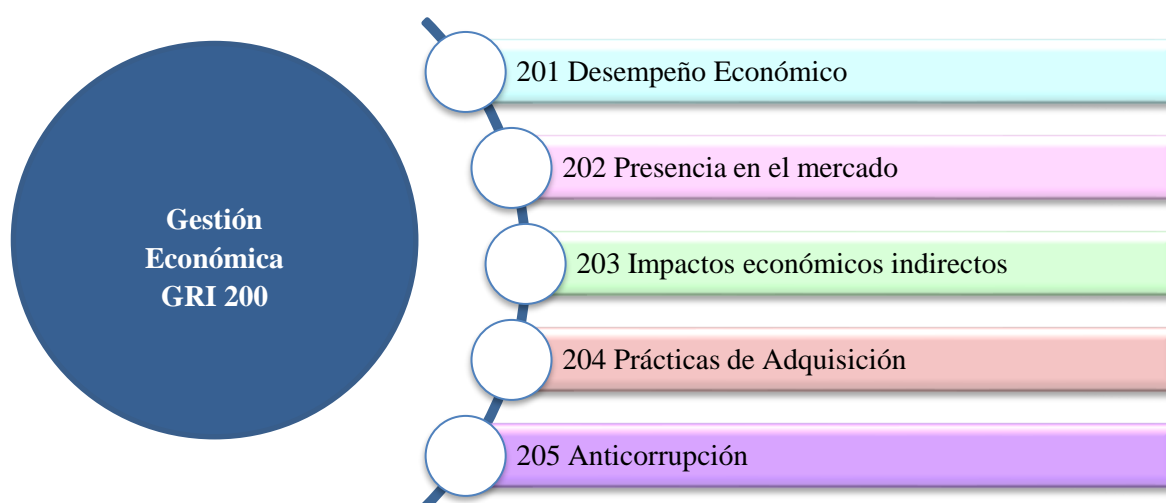 Gestión
Económica
GRI 200
201 Desempeño Económico
202 Presencia en el mercado
203 Impactos económicos indirectos
204 Prácticas de Adquisición
205 Anticorrupción